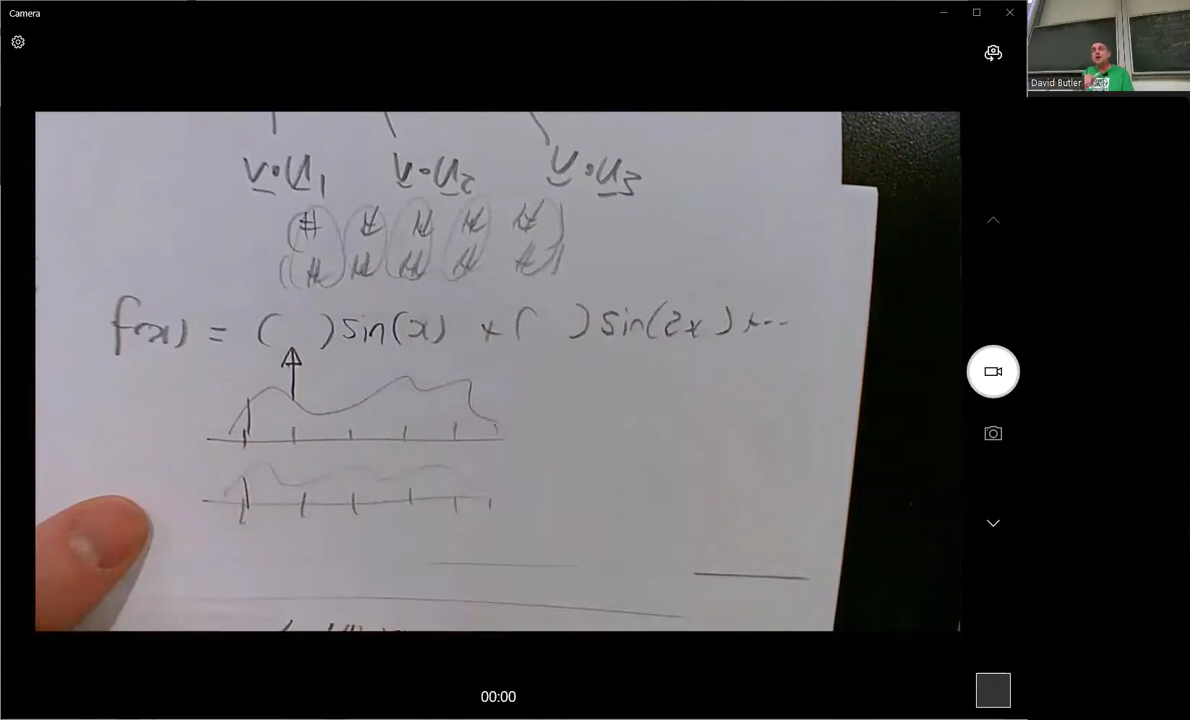 Camera
David Butler
v·u1 v·u2 v·u3
(# # # # #)
(# # # # #)
f(x) = ( ) sin(x) + ( ) sin(2x) + ...
00:00